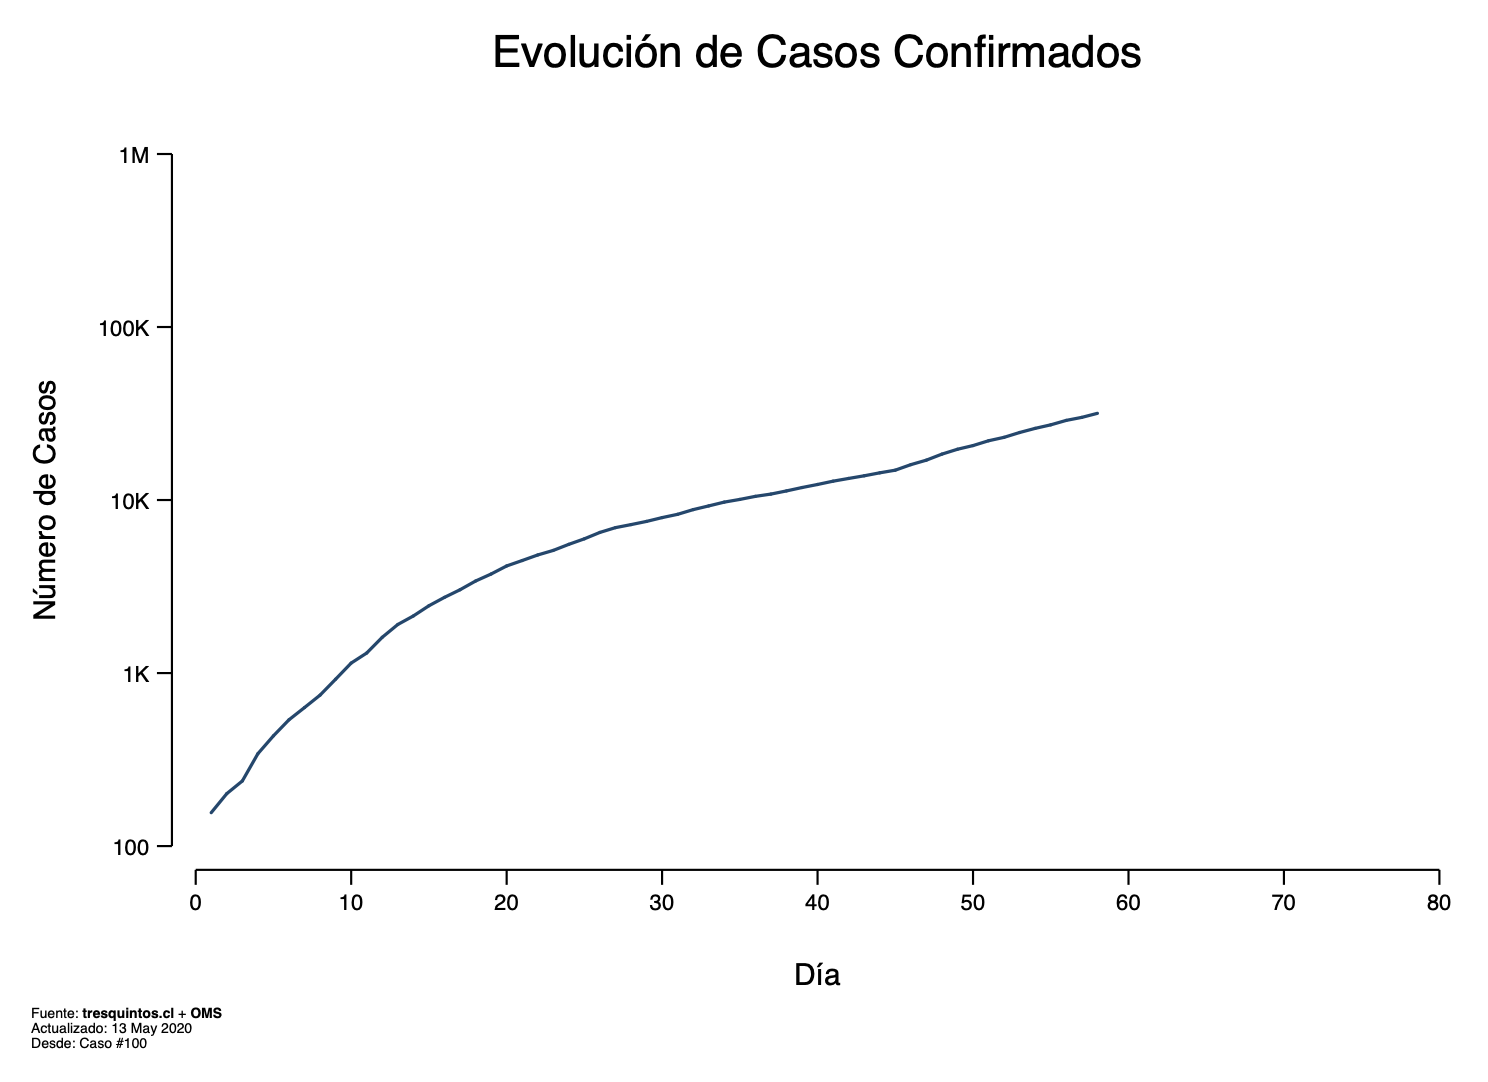 Evolución de Casos Confirmados
1M
100K
10K
1K
100
Número de Casos
0 10 20 30 40 50 60 70 80
Día
Fuente: tresquintos.cl + OMS
Actualizado: 13 May 2020
Desde: Caso #100